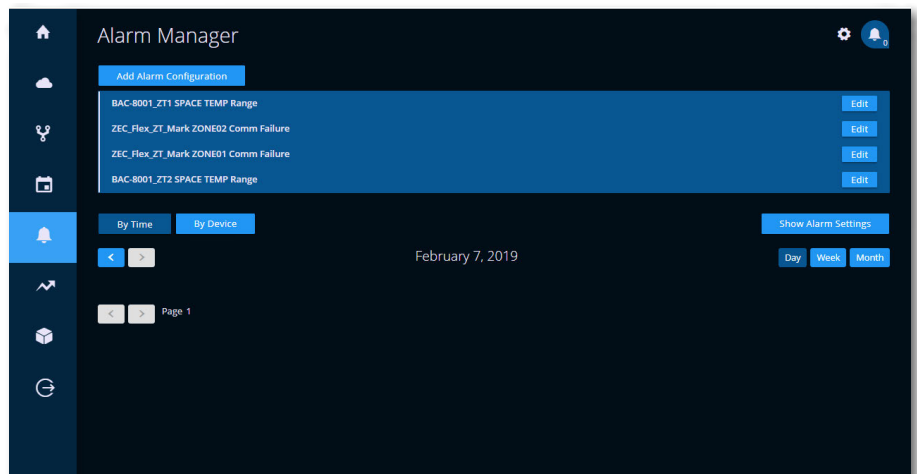 Alarm Manager
0
Add Alarm Configuration
BAC-8001_ZT1 SPACE TEMP Range Edit
ZEC_Flex_ZT_Mark ZONE02 Comm Failure Edit
ZEC_Flex_ZT_Mark ZONE01 Comm Failure Edit
BAC-8001_ZT2 SPACE TEMP Range Edit
By Time By Device Show Alarm Settings
< > February 7, 2019 Day Week Month
< > Page 1